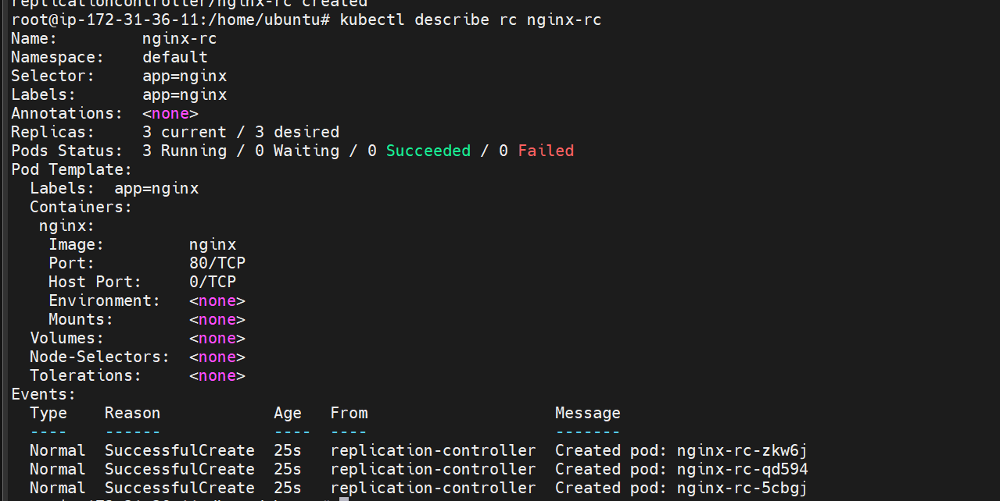 replicationcontroller/nginx-rc created
root@ip-172-31-36-11:/home/ubuntu# kubectl describe rc nginx-rc
Name:         nginx-rc
Namespace:    default
Selector:     app=nginx
Labels:       app=nginx
Annotations:  <none>
Replicas:     3 current / 3 desired
Pods Status:  3 Running / 0 Waiting / 0 Succeeded / 0 Failed
Pod Template:
  Labels:  app=nginx
  Containers:
   nginx:
    Image:         nginx
    Port:          80/TCP
    Host Port:     0/TCP
    Environment:   <none>
    Mounts:        <none>
  Volumes:         <none>
  Node-Selectors:  <none>
  Tolerations:     <none>
Events:
  Type    Reason            Age   From                    Message
  ----    ------            ----  ----                    -------
  Normal  SuccessfulCreate  25s   replication-controller  Created pod: nginx-rc-zkw6j
  Normal  SuccessfulCreate  25s   replication-controller  Created pod: nginx-rc-qd594
  Normal  SuccessfulCreate  25s   replication-controller  Created pod: nginx-rc-5cbgj